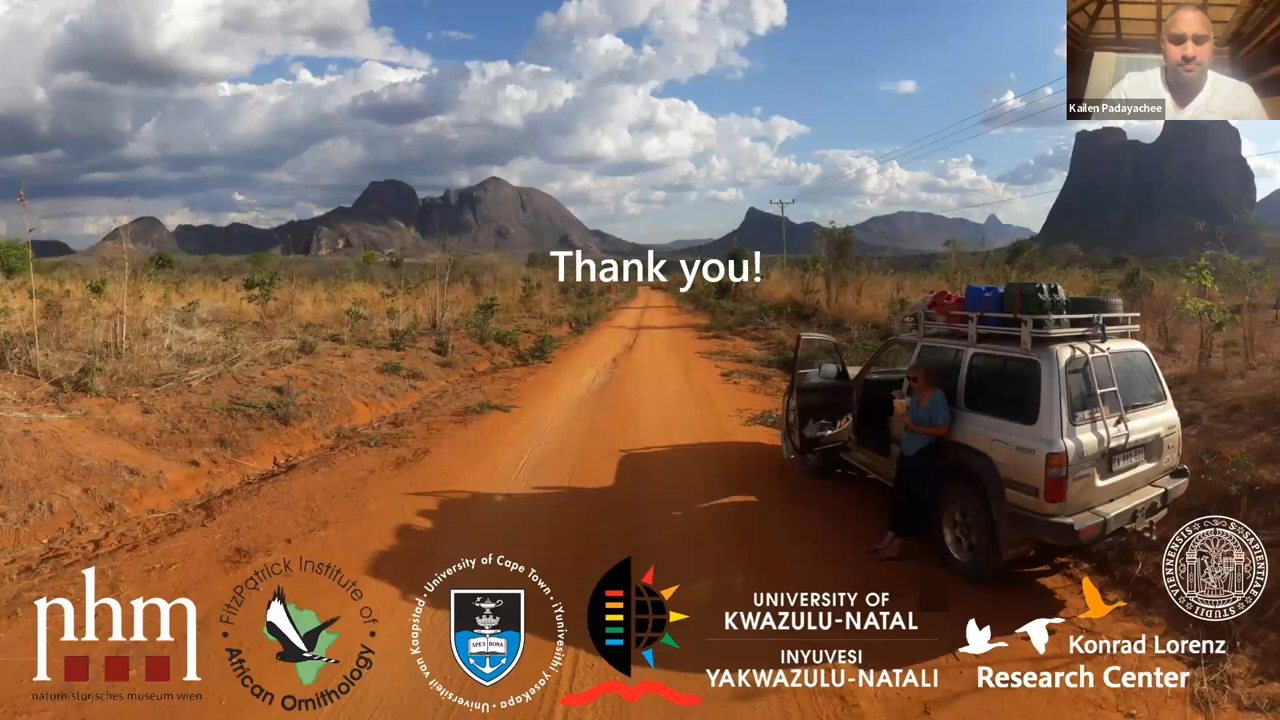 Kailen Padayachee
Thank you!
nhm
naturhistorisches museum wien
FitzPatrick Institute of
African Ornithology
University of Cape Town · iYunivesithi yaseKapa · Universiteit van Kaapstad ·
SPES BONA
UNIVERSITY OF
KWAZULU-NATAL
INYUVESI
YAKWAZULU-NATALI
Konrad Lorenz
Research Center